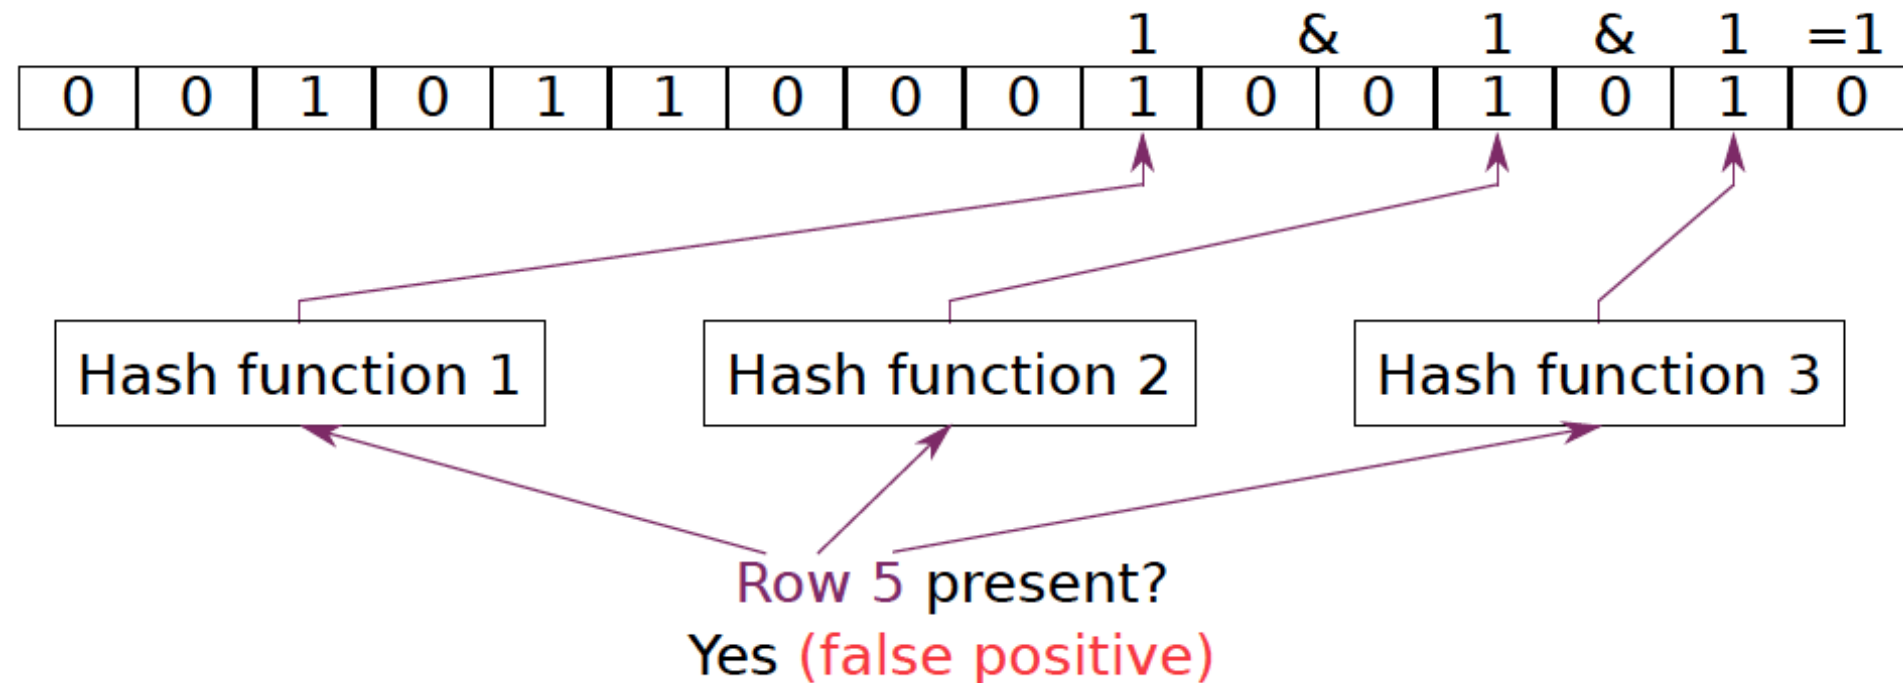 1 & 1 & 1 =1
0 0 1 0 1 1 0 0 0 1 0 0 1 0 1 0
Hash function 1 Hash function 2 Hash function 3
Row 5 present?
Yes (false positive)